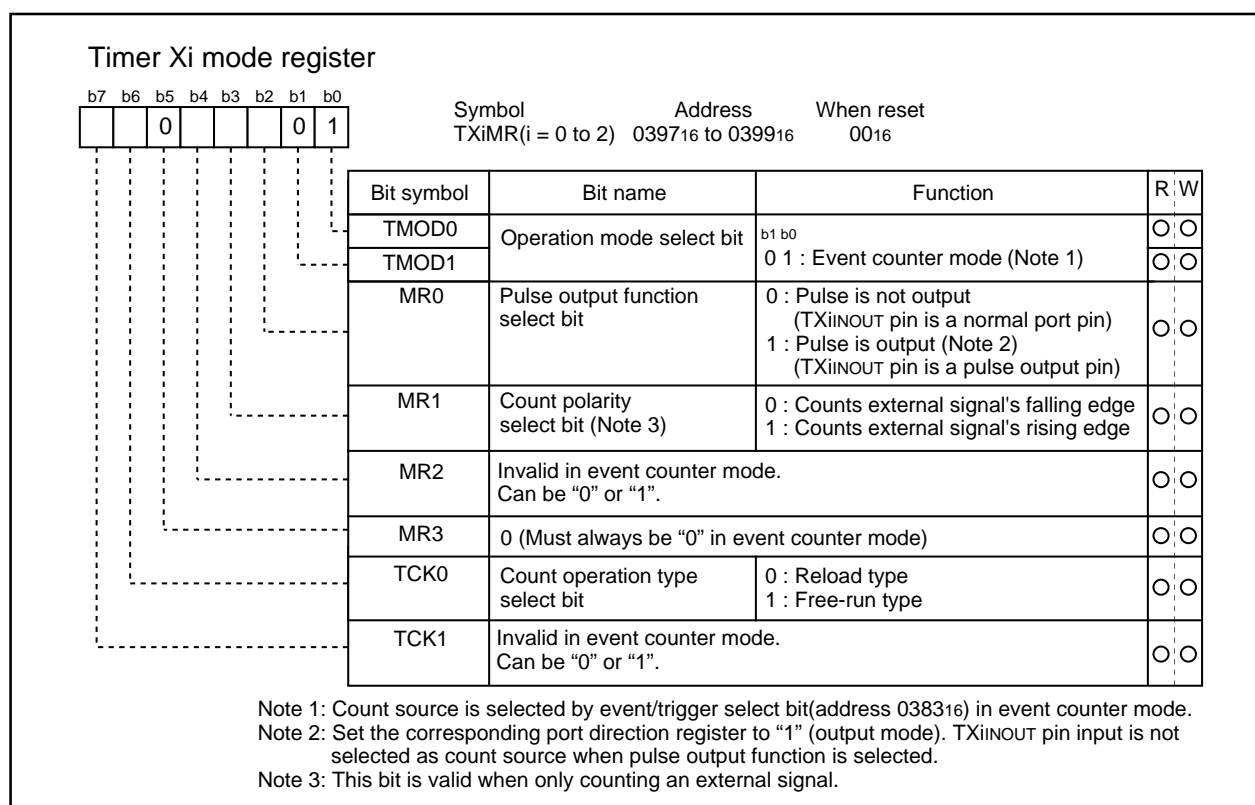 Timer Xi mode register
b7 b6 b5 b4 b3 b2 b1 b0
0 0 1
Symbol Address When reset
TXiMR(i = 0 to 2) 039716 to 039916 0016
Bit symbol Bit name Function R W
TMOD0 Operation mode select bit b1 b0
TMOD1 0 1 : Event counter mode (Note 1)
MR0 Pulse output function 0 : Pulse is not output
select bit (TXiINOUT pin is a normal port pin)
1 : Pulse is output (Note 2)
(TXiINOUT pin is a pulse output pin)
MR1 Count polarity 0 : Counts external signal's falling edge
select bit (Note 3) 1 : Counts external signal's rising edge
MR2 Invalid in event counter mode.
Can be “0” or “1”.
MR3 0 (Must always be “0” in event counter mode)
TCK0 Count operation type 0 : Reload type
select bit 1 : Free-run type
TCK1 Invalid in event counter mode.
Can be “0” or “1”.
Note 1: Count source is selected by event/trigger select bit(address 038316) in event counter mode.
Note 2: Set the corresponding port direction register to “1” (output mode). TXiINOUT pin input is not
selected as count source when pulse output function is selected.
Note 3: This bit is valid when only counting an external signal.